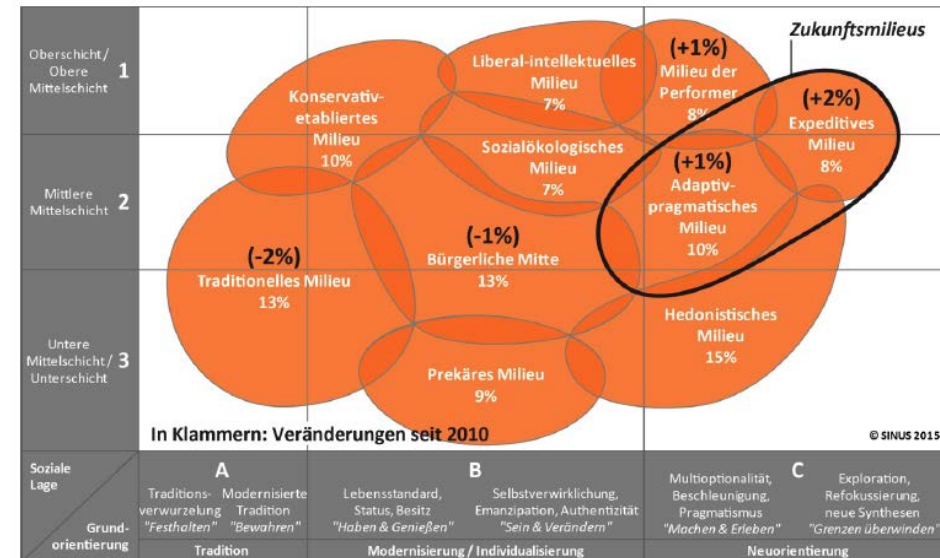 Zukunftsmilieus
Oberschicht/
Obere
Mittelschicht
1
Mittlere
Mittelschicht
2
Untere
Mittelschicht/
Unterschicht
3
Konservativ-
etabliertes
Milieu
10%
Liberal-intellektuelles
Milieu
7%
(+1%)
Milieu der
Performer
8%
(+2%)
Expeditives
Milieu
8%
Sozialökologisches
Milieu
7%
(+1%)
Adaptiv-
pragmatisches
Milieu
10%
(-2%)
Traditionelles Milieu
13%
(-1%)
Bürgerliche Mitte
13%
Hedonistisches
Milieu
15%
Prekäres Milieu
9%
In Klammern: Veränderungen seit 2010
© SINUS 2015
Soziale
Lage
Grund-
orientierung
A
Traditions-
verwurzelung
"Festhalten"
Modernisierte
Tradition
"Bewahren"
Tradition
B
Lebensstandard,
Status, Besitz
"Haben & Genießen"
Selbstverwirklichung,
Emanzipation, Authentizität
"Sein & Verändern"
Modernisierung / Individualisierung
C
Multioptionalität,
Beschleunigung,
Pragmatismus
"Machen & Erleben"
Exploration,
Refokussierung,
neue Synthesen
"Grenzen überwinden"
Neuorientierung